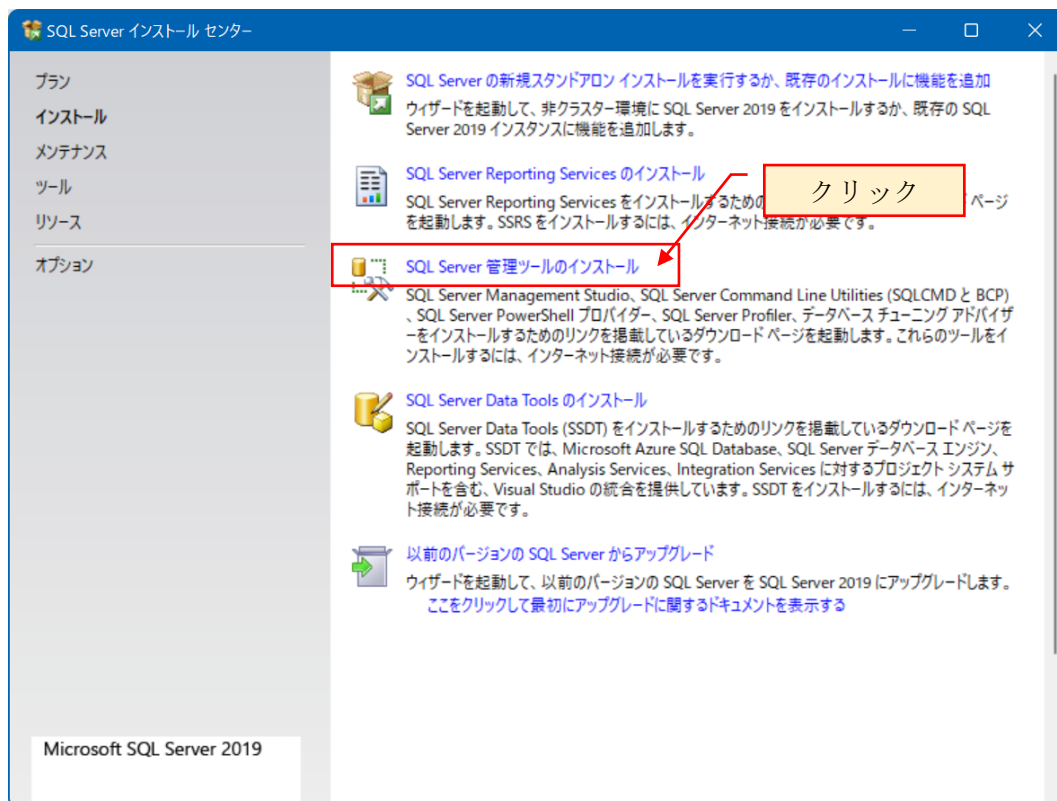 SQL Server インストール センター
プラン
インストール
メンテナンス
ツール
リソース
オプション
SQL Server の新規スタンドアロン インストールを実行するか、既存のインストールに機能を追加
ウィザードを起動して、非クラスター環境に SQL Server 2019 をインストールするか、既存の SQL
Server 2019 インスタンスに機能を追加します。
SQL Server Reporting Services のインストール
クリック
SQL Server Reporting Services をインストールするための
ページ
を起動します。SSRS をインストールするには、インターネット接続が必要です。
SQL Server 管理ツールのインストール
SQL Server Management Studio、SQL Server Command Line Utilities (SQLCMD と BCP)
、SQL Server PowerShell プロバイダー、SQL Server Profiler、データベース チューニング アドバイザ
ーをインストールするためのリンクを掲載しているダウンロード ページを起動します。これらのツールをイ
ンストールするには、インターネット接続が必要です。
SQL Server Data Tools のインストール
SQL Server Data Tools (SSDT) をインストールするためのリンクを掲載しているダウンロード ページを
起動します。SSDT では、Microsoft Azure SQL Database、SQL Server データベース エンジン、
Reporting Services、Analysis Services、Integration Services に対するプロジェクト システム サ
ポートを含む、Visual Studio の統合を提供しています。SSDT をインストールするには、インターネッ
ト接続が必要です。
以前のバージョンの SQL Server からアップグレード
ウィザードを起動して、以前のバージョンの SQL Server を SQL Server 2019 にアップグレードします。
ここをクリックして最初にアップグレードに関するドキュメントを表示する
Microsoft SQL Server 2019